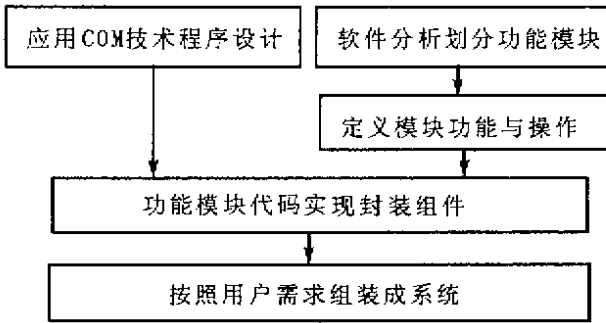 应用COM技术程序设计
软件分析划分功能模块
定义模块功能与操作
功能模块代码实现封装组件
按照用户需求组装成系统